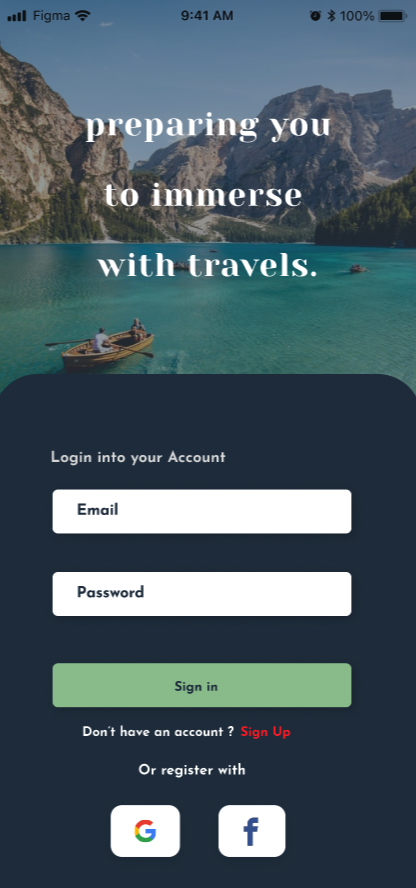 Figma 9:41 AM 100%
preparing you
to immerse
with travels.
Login into your Account
Email
Password
Sign in
Don't have an account ? Sign Up
Or register with
G f